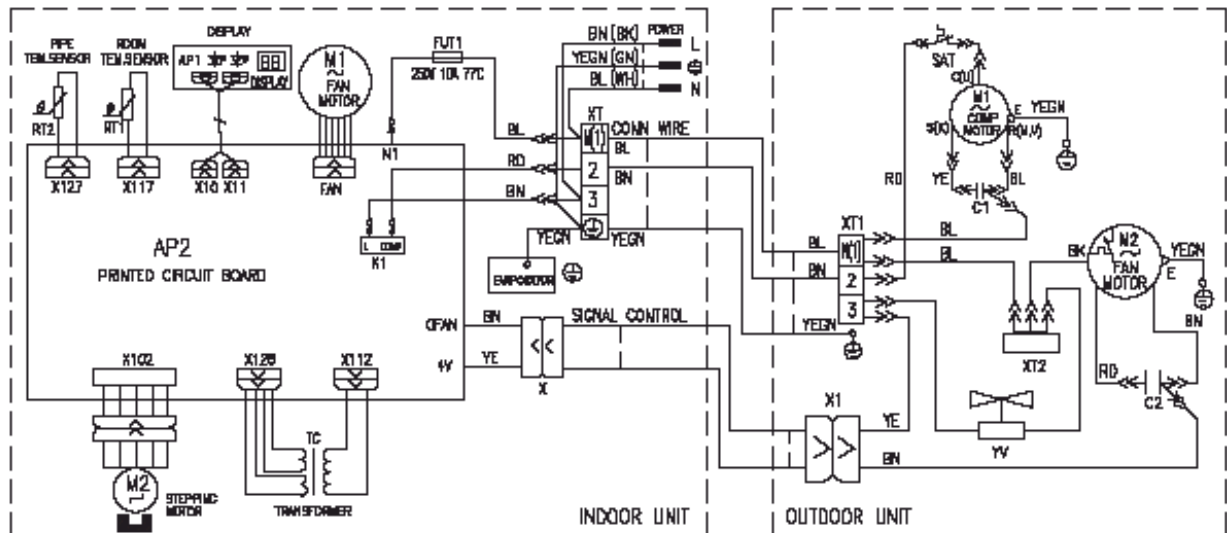 PIPE
TEM.SENSOR
ROOM
TEM.SENSOR
DISPLAY
AP1
DISPLAY
M1
FAN
MOTOR
FUT1
250V 10A
BN(BK)
POWER
L
YEGN(GN)
BL(WH)
N
RT2
RT1
X127
X117
X10
X11
FAN
N1
BL
RD
BN
XT
N(1)
2
3
CONN WIRE
BL
BN
YEGN
YEGN
L COMP
K1
AP2
PRINTED CIRCUIT BOARD
EVAPORATOR
OFAN
4V
BN
YE
X
SIGNAL CONTROL
X102
X126
X112
TC
TRANSFORMER
M2
STEPPING
MOTOR
INDOOR UNIT
SAT
C(U)
M1
COMP
MOTOR
E
YEGN
R(M,V)
RD
YE
BL
C1
XT1
N(1)
2
3
BL
BN
YEGN
BL
BL
BK
M2
FAN
MOTOR
YEGN
E
BN
RD
C2
XT2
YV
X1
YE
BN
OUTDOOR UNIT